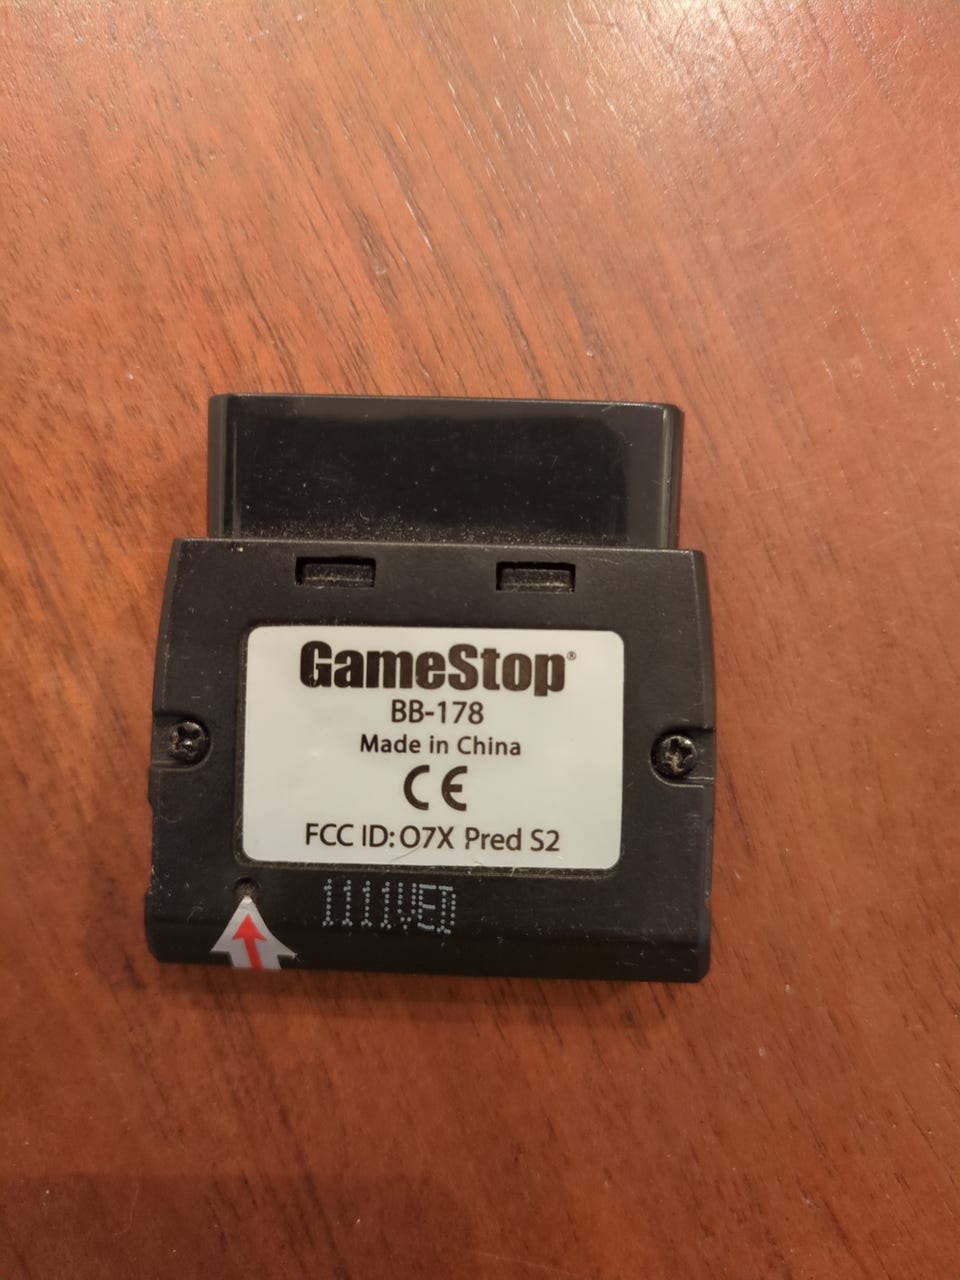 GameStop®
BB-178
Made in China
CE
FCC ID: O7X Pred S2
1111VED